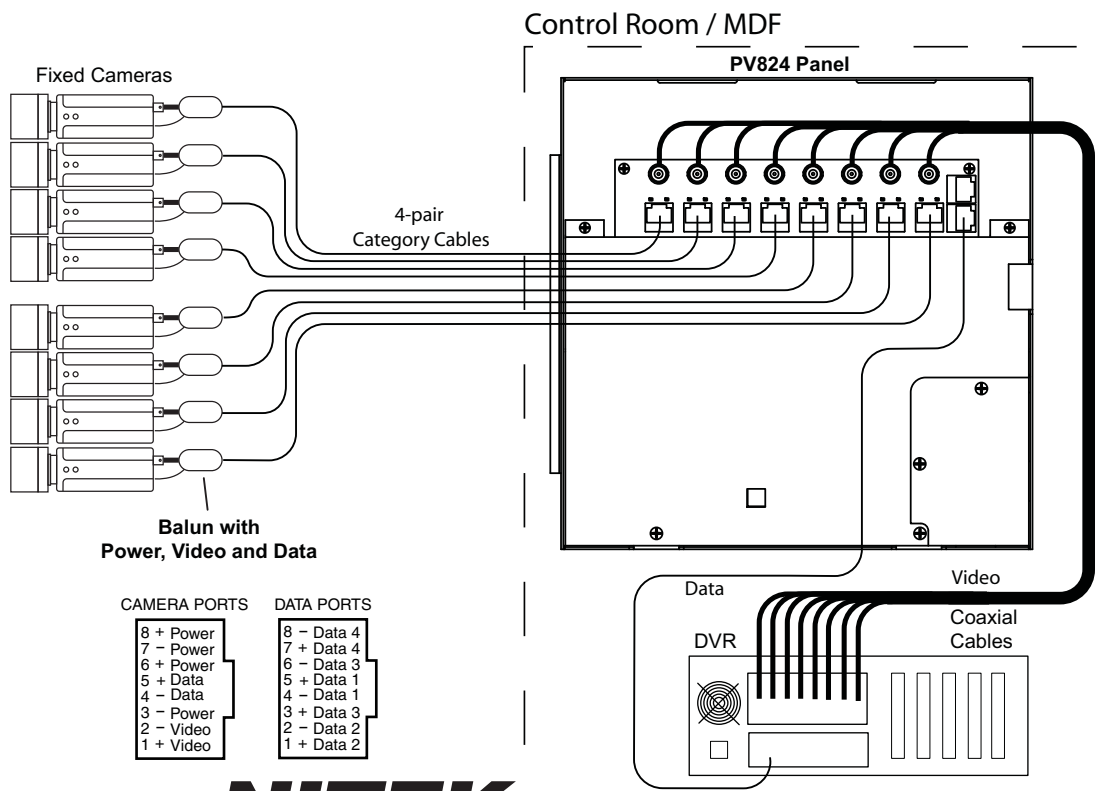 Control Room / MDF
Fixed Cameras
PV824 Panel
4-pair
Category Cables
Balun with
Power, Video and Data
CAMERA PORTS
8 + Power
7 − Power
6 + Power
5 + Data
4 − Data
3 − Power
2 − Video
1 + Video
DATA PORTS
8 − Data 4
7 + Data 4
6 − Data 3
5 + Data 1
4 − Data 1
3 + Data 3
2 − Data 2
1 + Data 2
Data
Video
Coaxial
Cables
DVR